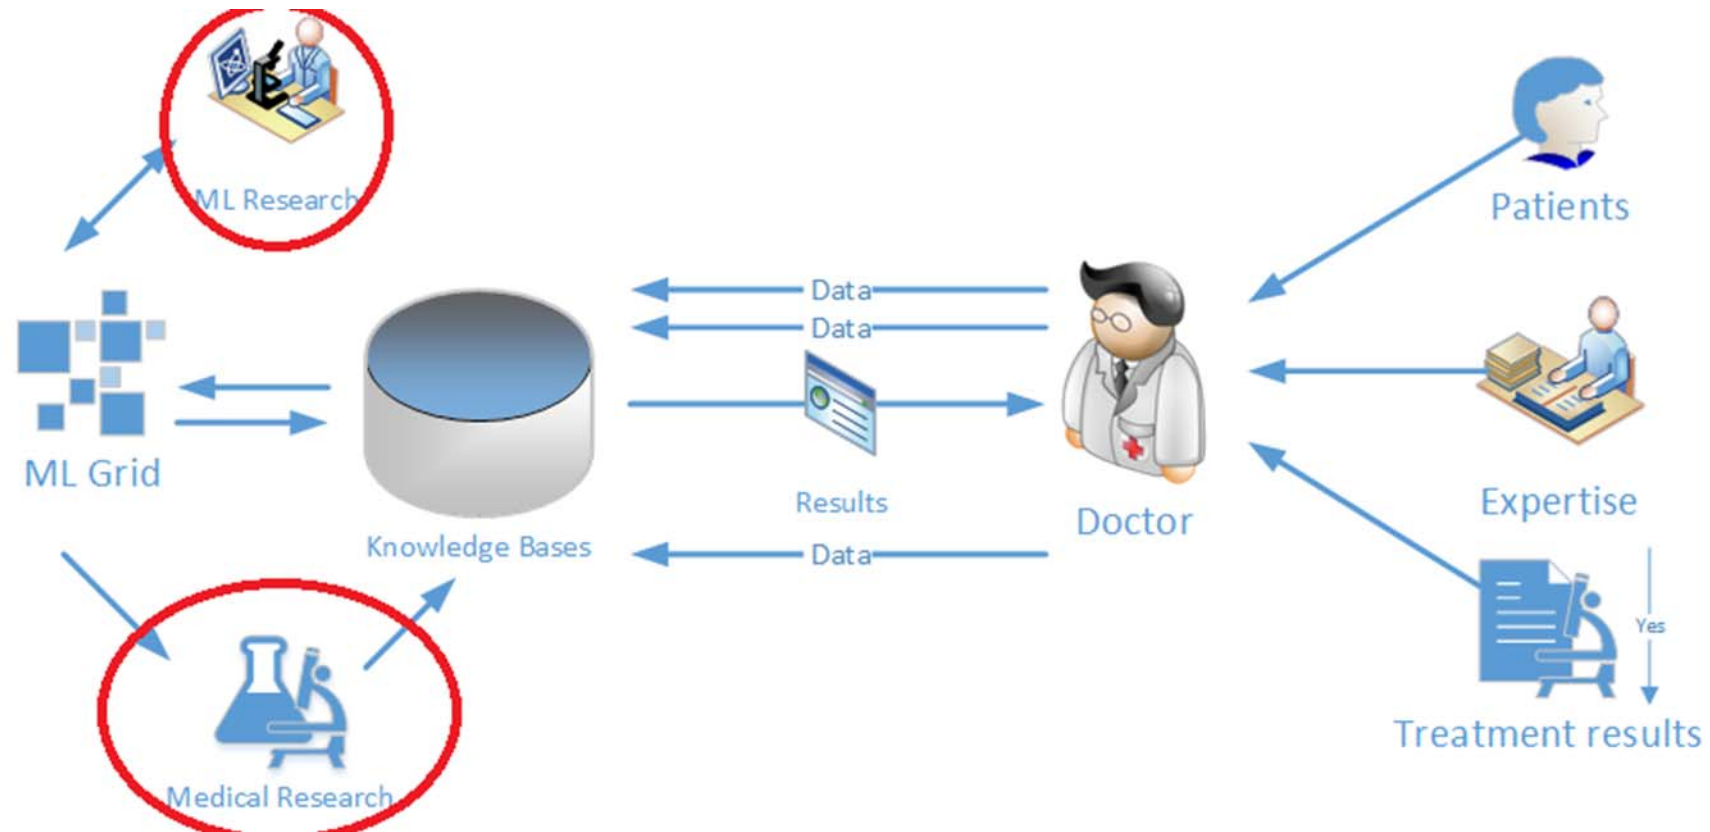 ML Research
Patients
Data
Data
ML Grid
Results
Expertise
Doctor
Knowledge Bases
Data
Yes
Treatment results
Medical Research